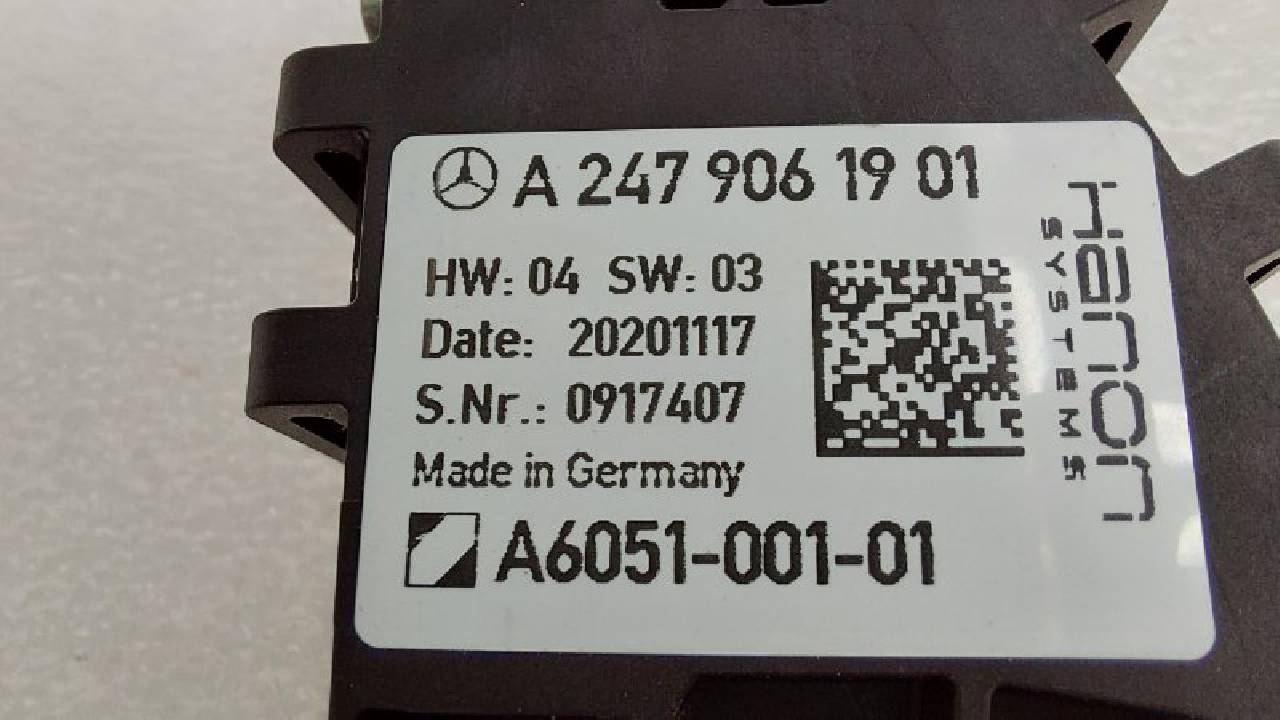 A 247 906 19 01
HW: 04 SW: 03
Date: 20201117
S.Nr.: 0917407
Made in Germany
A6051-001-01
Hanon
SYSTEMS